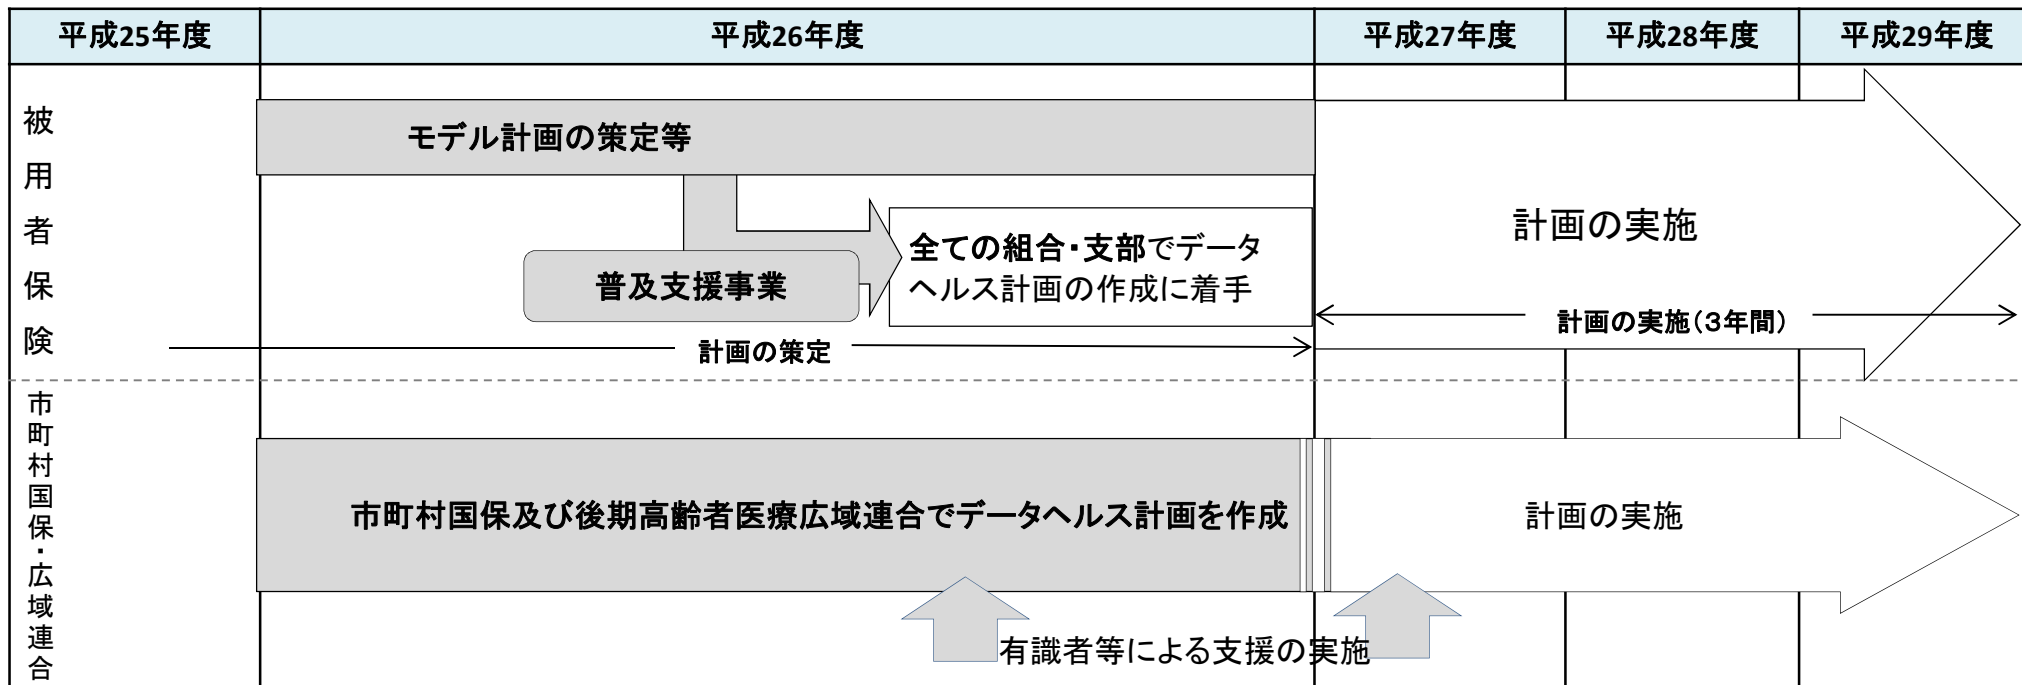 平成25年度
平成26年度
平成27年度
平成28年度
平成29年度
被用者保険
モデル計画の策定等
普及支援事業
全ての組合・支部でデータ
ヘルス計画の作成に着手
計画の実施
計画の実施(3年間)
計画の策定
市町村国保・広域連合
市町村国保及び後期高齢者医療広域連合でデータヘルス計画を作成
計画の実施
有識者等による支援の実施